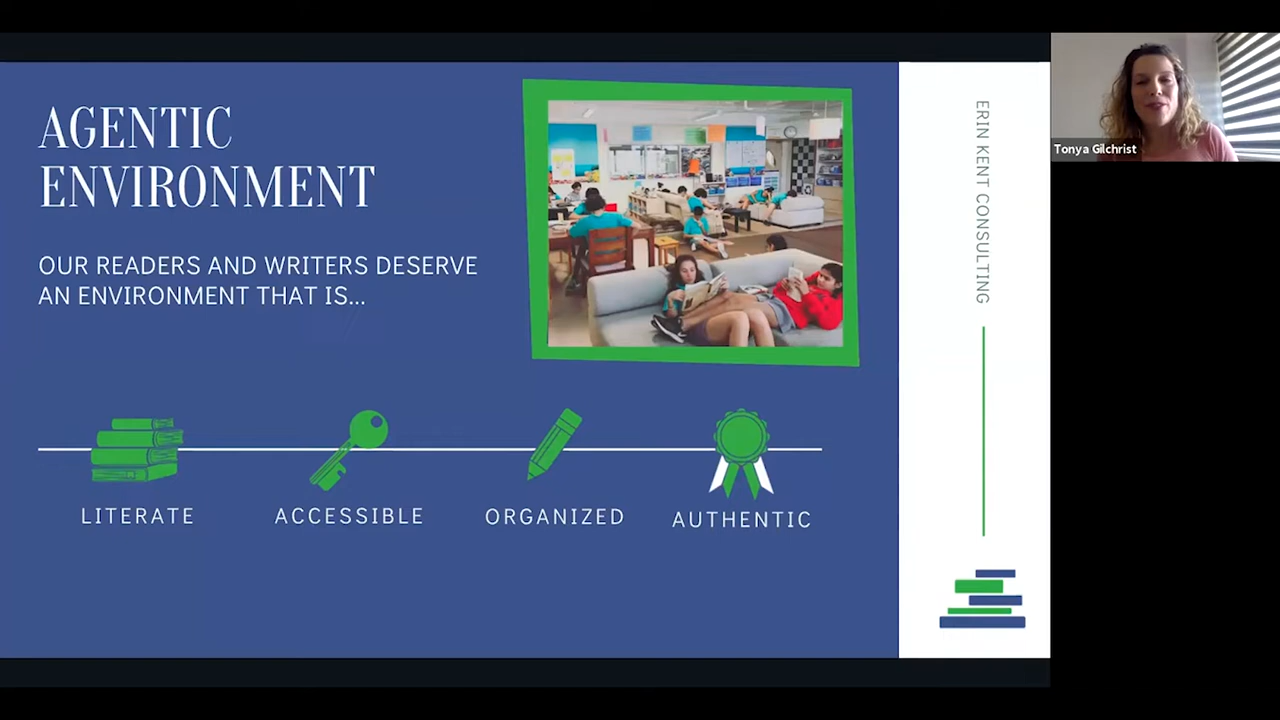 AGENTIC
ENVIRONMENT
OUR READERS AND WRITERS DESERVE
AN ENVIRONMENT THAT IS...
LITERATE
ACCESSIBLE
ORGANIZED
AUTHENTIC
ERIN KENT CONSULTING
Tonya Gilchrist